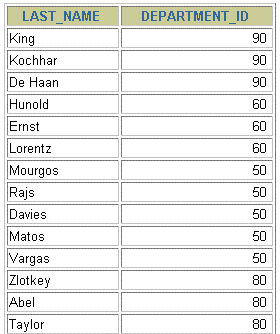 LAST_NAME DEPARTMENT_ID
King 90
Kochhar 90
De Haan 90
Hunold 60
Ernst 60
Lorentz 60
Mourgos 50
Rajs 50
Davies 50
Matos 50
Vargas 50
Zlotkey 80
Abel 80
Taylor 80